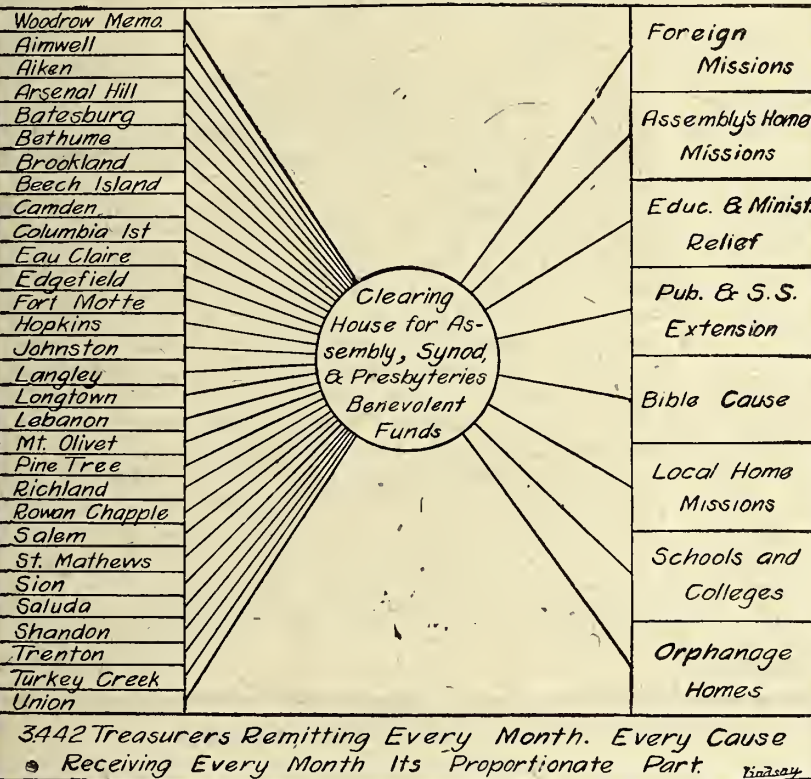 Woodrow Memo.
Aimwell
Aiken
Arsenal Hill
Batesburg
Bethume
Brookland
Beech Island
Camden
Columbia 1st
Eau Claire
Edgefield
Fort Motte
Hopkins
Johnston
Langley
Longtown
Lebanon
Mt. Olivet
Pine Tree
Richland
Rowan Chapple
Salem
St. Mathews
Sion
Saluda
Shandon
Trenton
Turkey Creek
Union
Clearing
House for As-
sembly, Synod,
& Presbyteries
Benevolent
Funds
Foreign
Missions
Assembly's Home
Missions
Educ. & Minist.
Relief
Pub. & S.S.
Extension
Bible Cause
Local Home
Missions
Schools and
Colleges
Orphanage
Homes
3442 Treasurers Remitting Every Month. Every Cause
Receiving Every Month Its Proportionate Part.
Lindsay